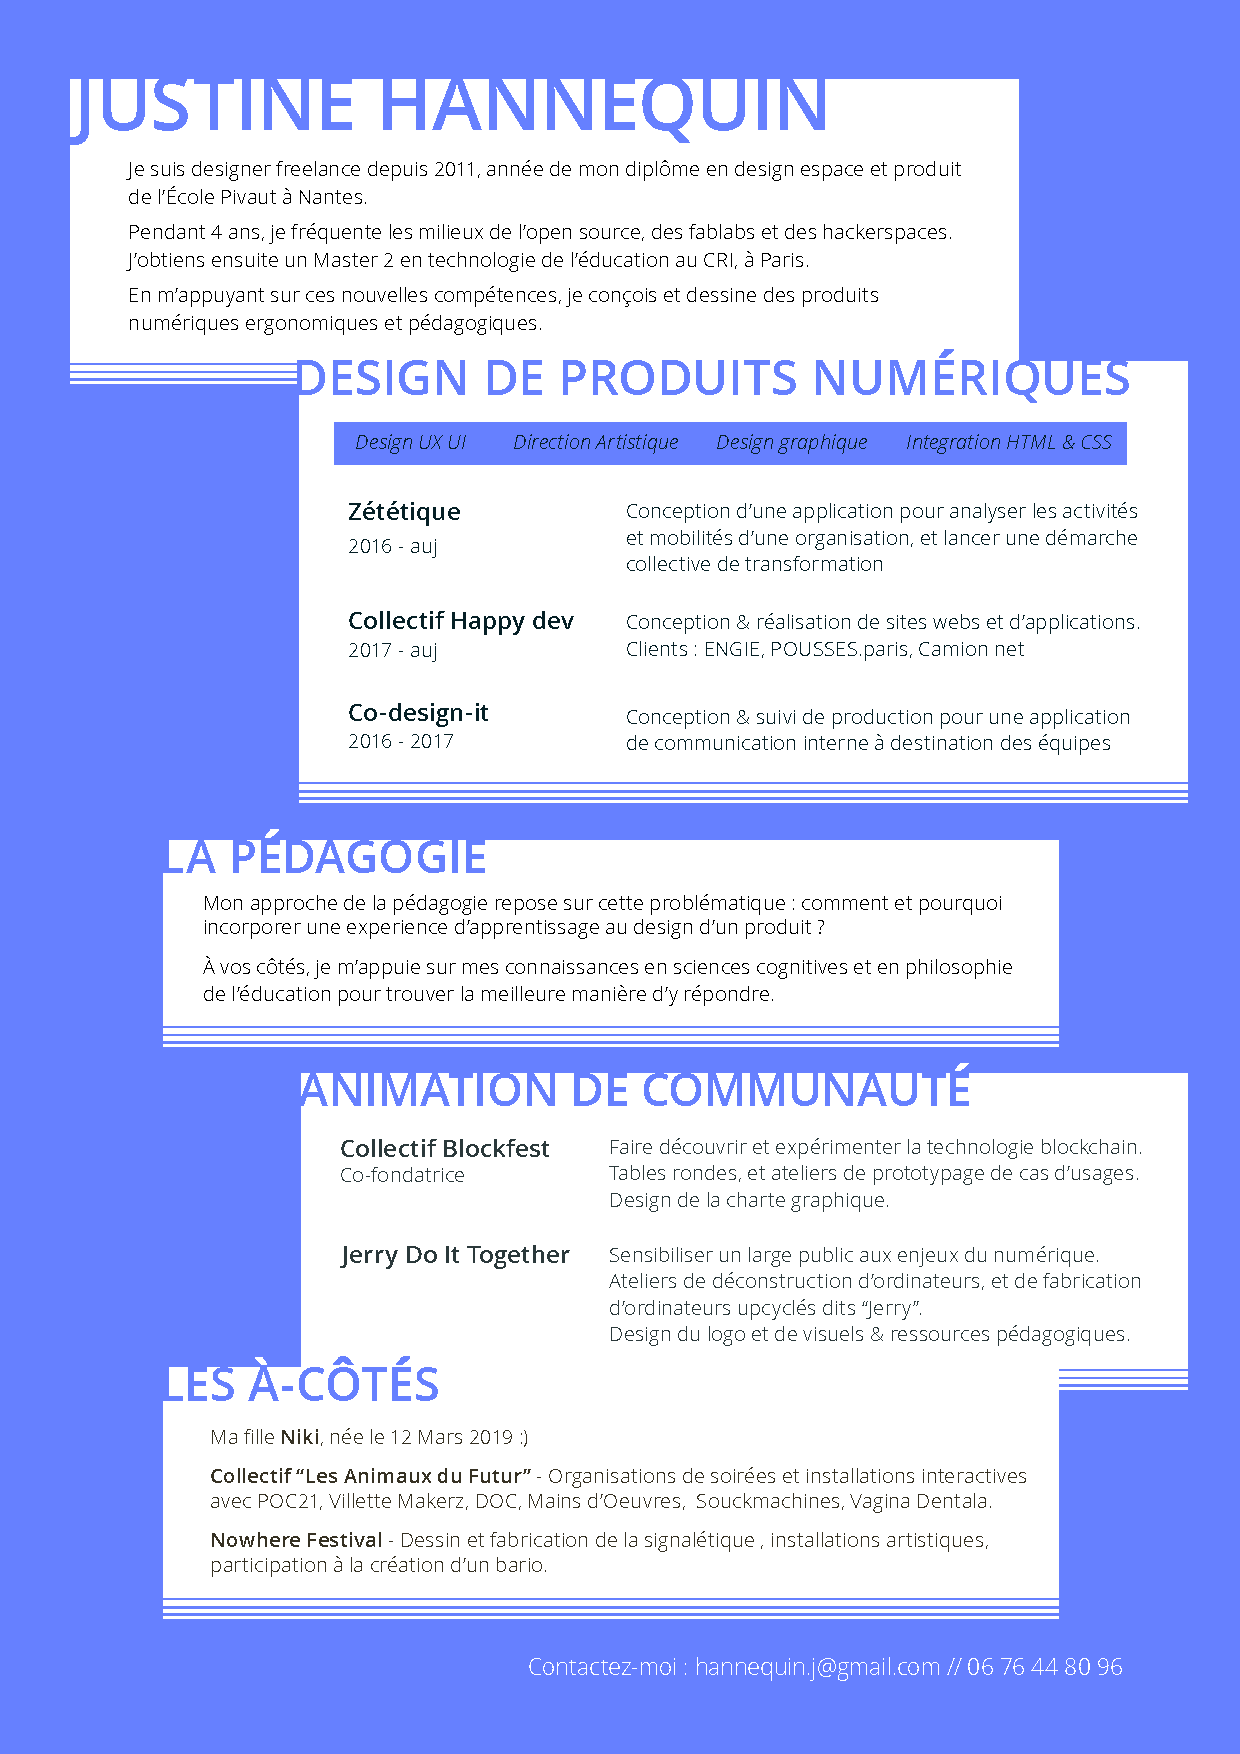 JUSTINE HANNEQUIN
Je suis designer freelance depuis 2011, année de mon diplôme en design espace et produit
de l’École Pivaut à Nantes.
Pendant 4 ans, je fréquente les milieux de l’open source, des fablabs et des hackerspaces.
J’obtiens ensuite un Master 2 en technologie de l’éducation au CRI, à Paris.
En m’appuyant sur ces nouvelles compétences, je conçois et dessine des produits
numériques ergonomiques et pédagogiques.
DESIGN DE PRODUITS NUMÉRIQUES
Design UX UI Direction Artistique Design graphique Integration HTML & CSS
Zététique
2016 - auj
Conception d’une application pour analyser les activités
et mobilités d’une organisation, et lancer une démarche
collective de transformation
Collectif Happy dev
2017 - auj
Conception & réalisation de sites webs et d’applications.
Clients : ENGIE, POUSSES.paris, Camion net
Co-design-it
2016 - 2017
Conception & suivi de production pour une application
de communication interne à destination des équipes
LA PÉDAGOGIE
Mon approche de la pédagogie repose sur cette problématique : comment et pourquoi
incorporer une experience d’apprentissage au design d’un produit ?
À vos côtés, je m’appuie sur mes connaissances en sciences cognitives et en philosophie
de l’éducation pour trouver la meilleure manière d’y répondre.
ANIMATION DE COMMUNAUTÉ
Collectif Blockfest
Co-fondatrice
Faire découvrir et expérimenter la technologie blockchain.
Tables rondes, et ateliers de prototypage de cas d’usages.
Design de la charte graphique.
Jerry Do It Together
Sensibiliser un large public aux enjeux du numérique.
Ateliers de déconstruction d’ordinateurs, et de fabrication
d’ordinateurs upcyclés dits “Jerry”.
Design du logo et de visuels & ressources pédagogiques.
LES À-CÔTÉS
Ma fille Niki, née le 12 Mars 2019 :)
Collectif “Les Animaux du Futur” - Organisations de soirées et installations interactives
avec POC21, Villette Makerz, DOC, Mains d’Oeuvres, Souckmachines, Vagina Dentala.
Nowhere Festival - Dessin et fabrication de la signalétique , installations artistiques,
participation à la création d’un bario.
Contactez-moi : hannequin.j@gmail.com // 06 76 44 80 96